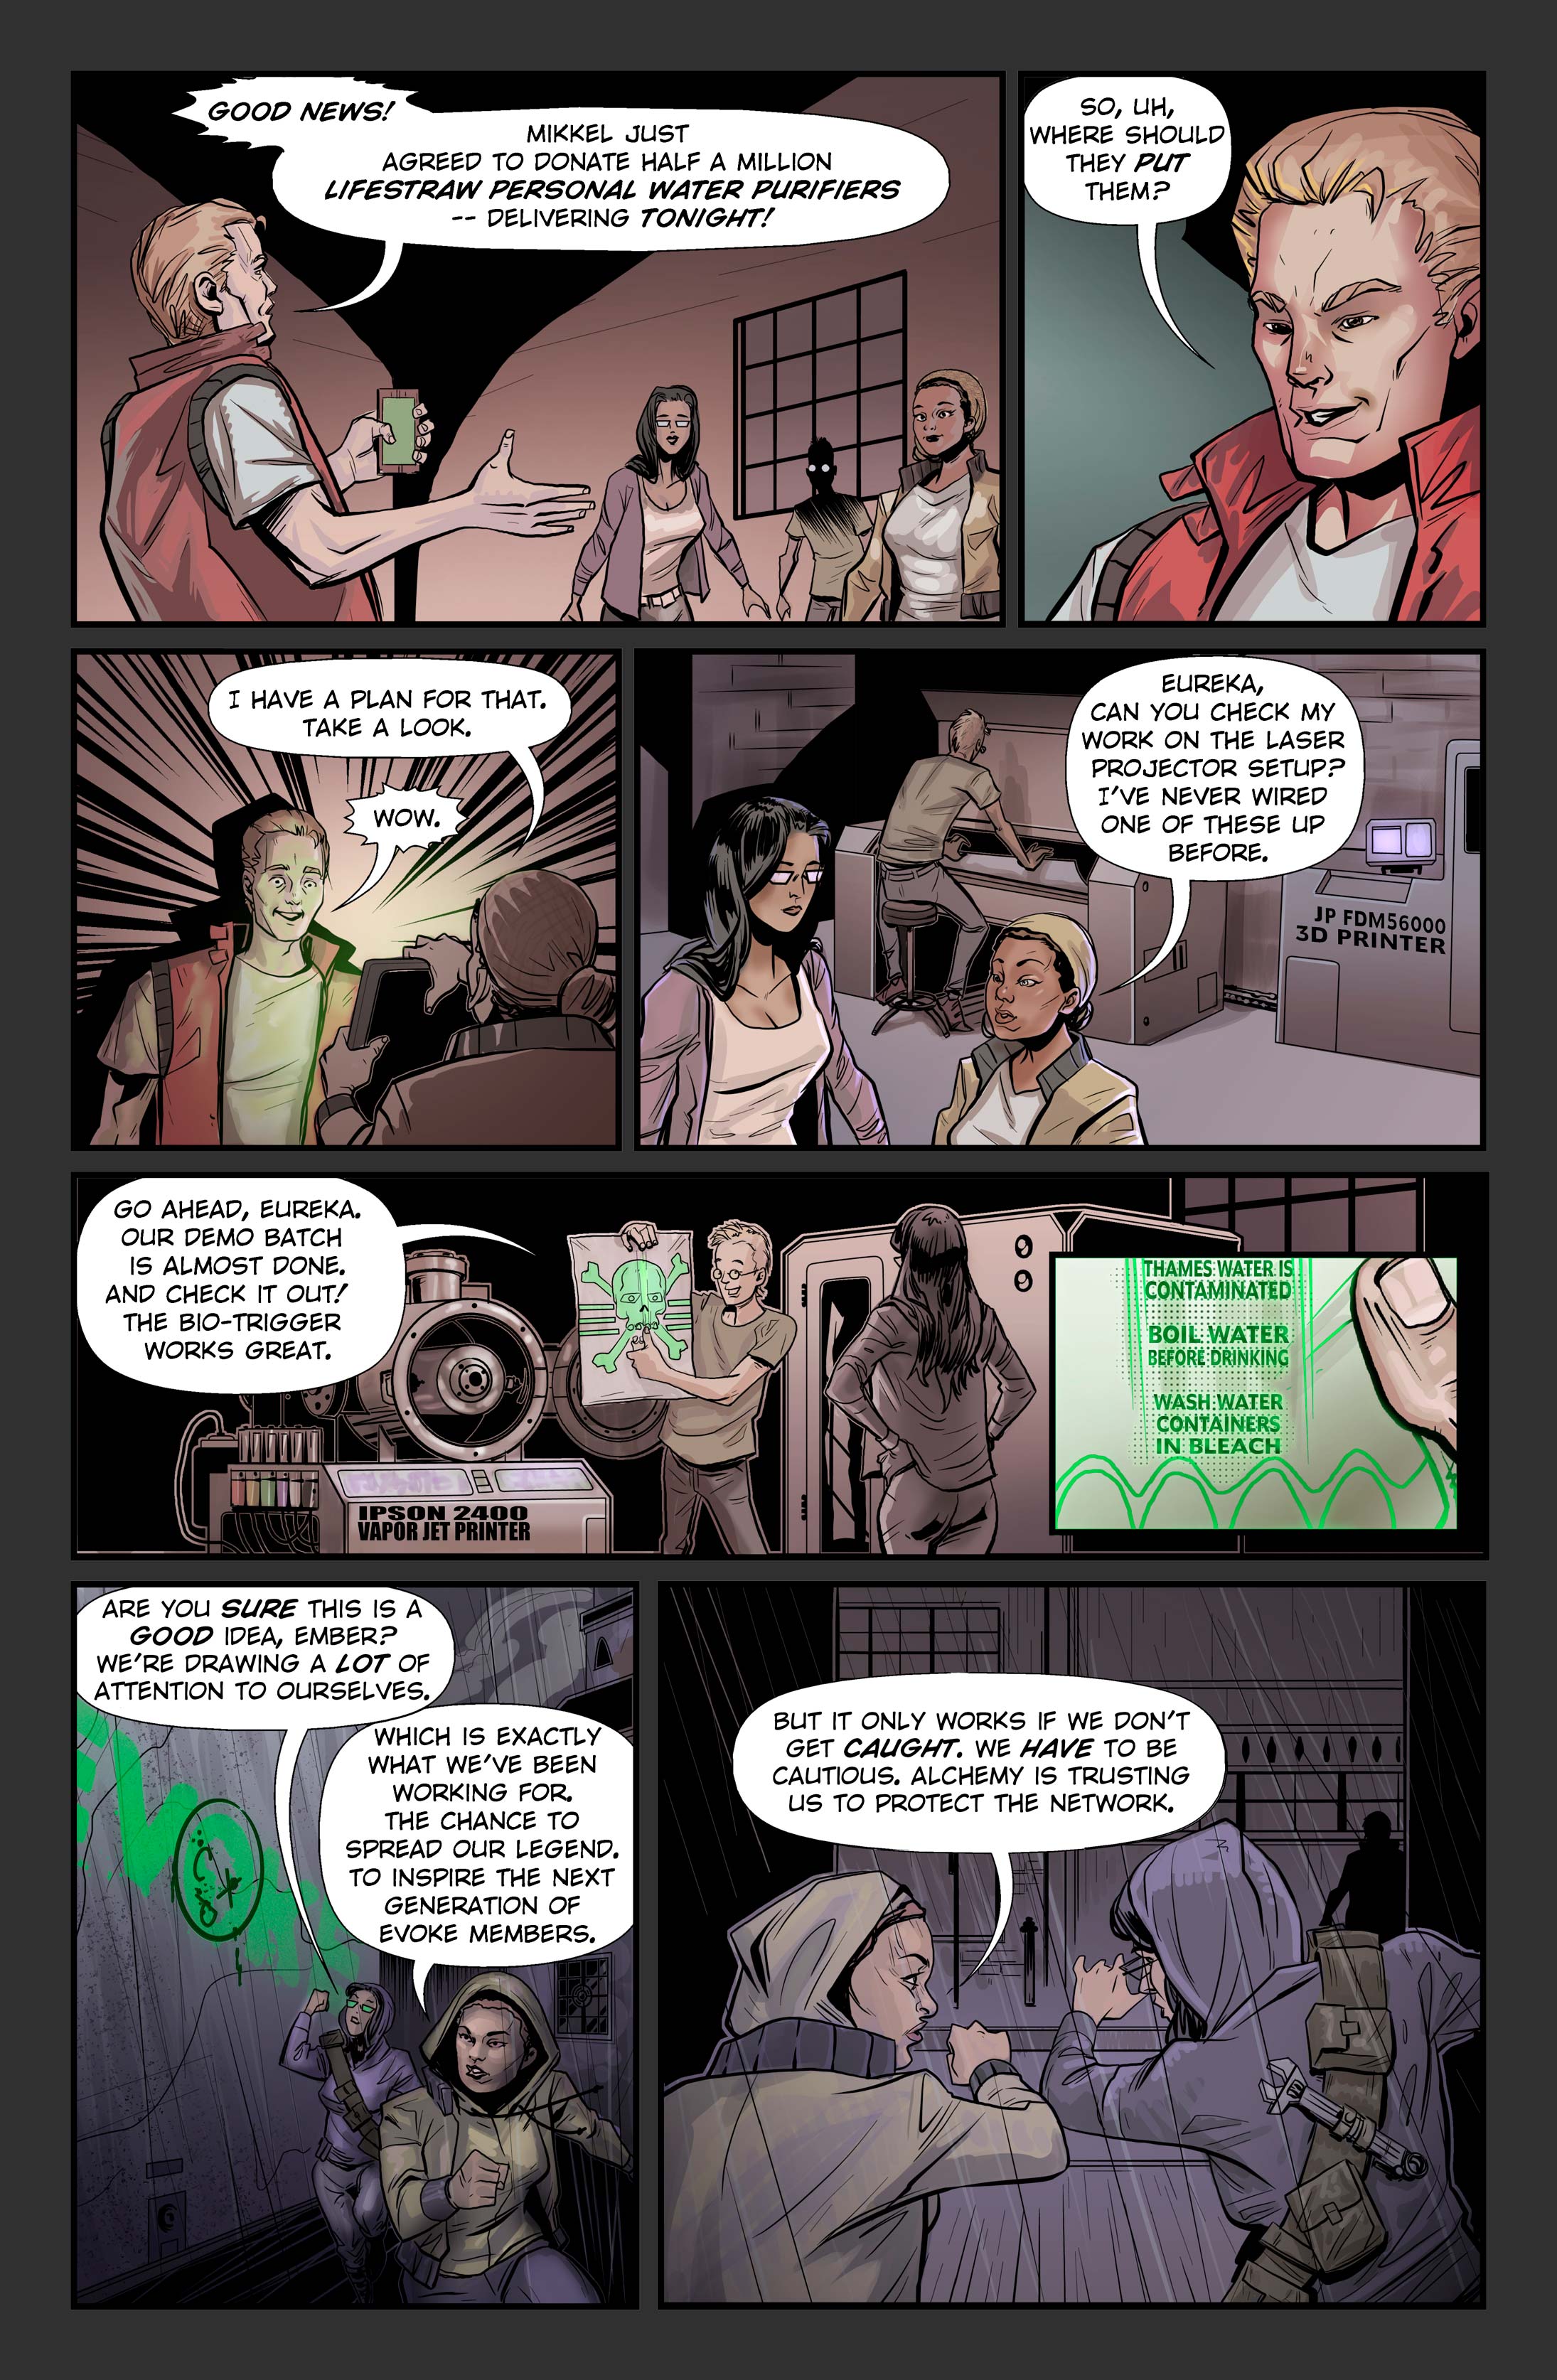 GOOD NEWS!
MIKKEL JUST
AGREED TO DONATE HALF A MILLION
LIFESTRAW PERSONAL WATER PURIFIERS
-- DELIVERING TONIGHT!
SO, UH,
WHERE SHOULD
THEY PUT
THEM?
I HAVE A PLAN FOR THAT.
TAKE A LOOK.
WOW.
EUREKA,
CAN YOU CHECK MY
WORK ON THE LASER
PROJECTOR SETUP?
I'VE NEVER WIRED
ONE OF THESE UP
BEFORE.
JP FDM56000
3D PRINTER
GO AHEAD, EUREKA.
OUR DEMO BATCH
IS ALMOST DONE.
AND CHECK IT OUT!
THE BIO-TRIGGER
WORKS GREAT.
IPSON 2400
VAPOR JET PRINTER
THAMES WATER IS
CONTAMINATED
BOIL WATER
BEFORE DRINKING
WASH WATER
CONTAINERS
IN BLEACH
ARE YOU SURE THIS IS A
GOOD IDEA, EMBER?
WE'RE DRAWING A LOT OF
ATTENTION TO OURSELVES.
WHICH IS EXACTLY
WHAT WE'VE BEEN
WORKING FOR.
THE CHANCE TO
SPREAD OUR LEGEND.
TO INSPIRE THE NEXT
GENERATION OF
EVOKE MEMBERS.
BUT IT ONLY WORKS IF WE DON'T
GET CAUGHT. WE HAVE TO BE
CAUTIOUS. ALCHEMY IS TRUSTING
US TO PROTECT THE NETWORK.